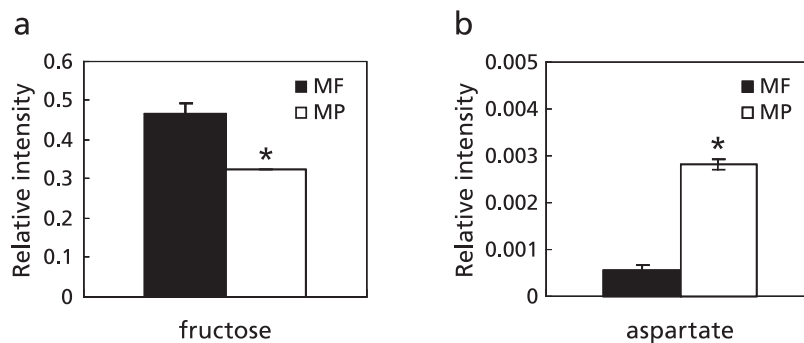 a
Relative intensity
0.6
0.5
0.4
0.3
0.2
0.1
0
MF
MP
*
fructose
b
Relative intensity
0.005
0.004
0.003
0.002
0.001
0
MF
MP
*
aspartate